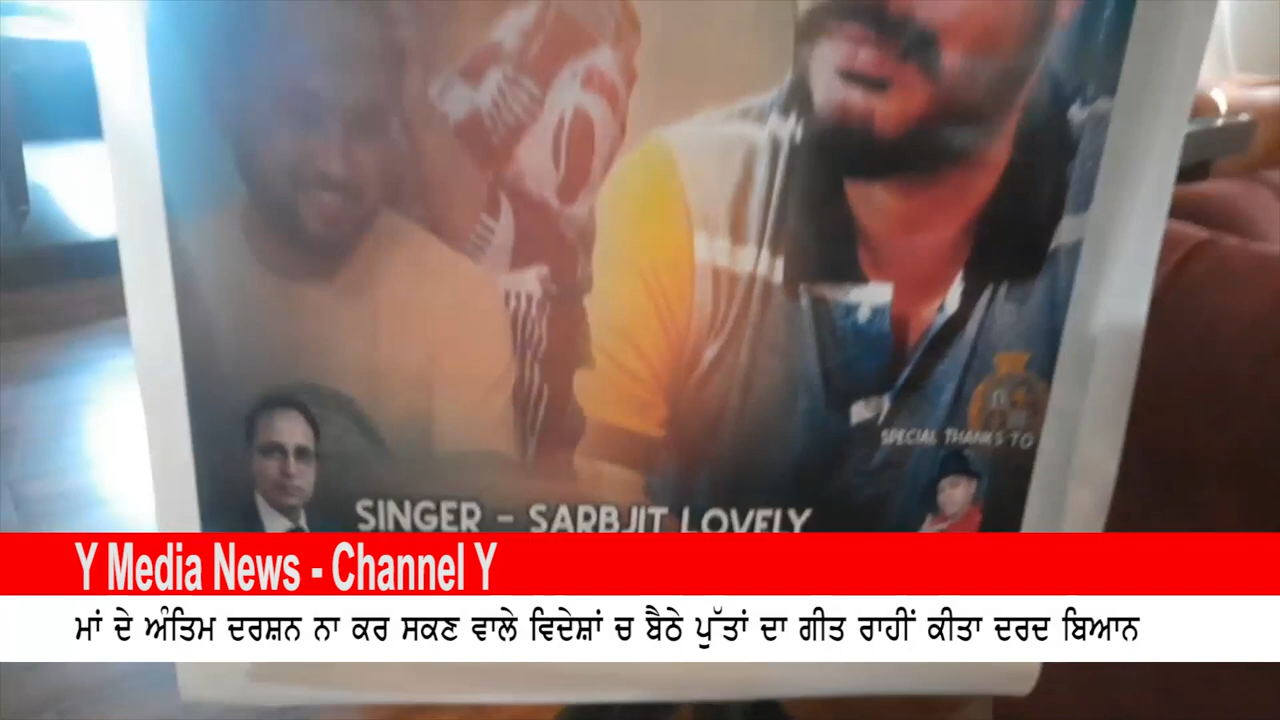 SPECIAL THANKS TO
SINGER - SARBJIT LOVELY
Y Media News - Channel Y
ਮਾਂ ਦੇ ਅੰਤਿਮ ਦਰਸ਼ਨ ਨਾ ਕਰ ਸਕਣ ਵਾਲੇ ਵਿਦੇਸ਼ਾਂ ਚ ਬੈਠੇ ਪੁੱਤਾਂ ਦਾ ਗੀਤ ਰਾਹੀਂ ਕੀਤਾ ਦਰਦ ਬਿਆਨ